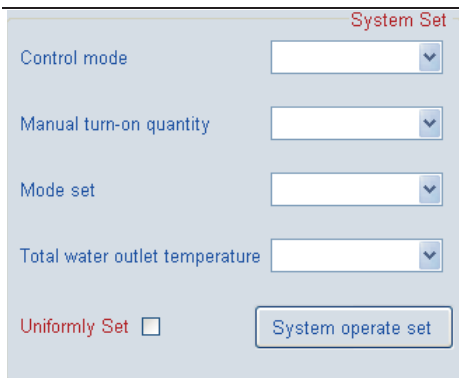 System Set
Control mode
Manual turn-on quantity
Mode set
Total water outlet temperature
Uniformly Set
System operate set